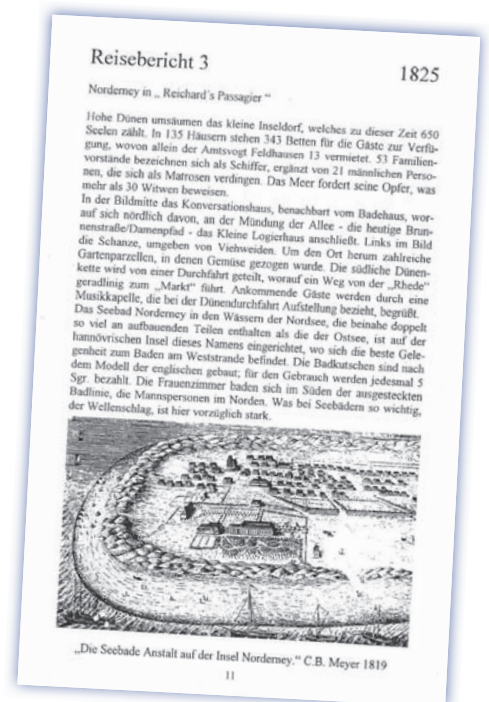 Reisebericht 3
1825
Norderney in „ Reichard's Passagier “
Hohe Dünen umsäumen das kleine Inseldorf, welches zu dieser Zeit 650
Seelen zählt. In 135 Häusern stehen 343 Betten für die Gäste zur Verfü-
gung, wovon allein der Amtsvogt Feldhausen 13 vermietet. 53 Familien-
vorstände bezeichnen sich als Schiffer, ergänzt von 21 männlichen Perso-
nen, die sich als Matrosen verdingen. Das Meer fordert seine Opfer, was
mehr als 30 Witwen beweisen.
In der Bildmitte das Konversationshaus, benachbart vom Badehaus, wor-
auf sich nördlich davon, an der Mündung der Allee - die heutige Brun-
nenstraße/Damenpfad - das Kleine Logierhaus anschließt. Links im Bild
die Schanze, umgeben von Viehweiden. Um den Ort herum zahlreiche
Gartenparzellen, in denen Gemüse gezogen wurde. Die südliche Dünen-
kette wird von einer Durchfahrt geteilt, worauf ein Weg von der „Rhede“
geradlinig zum „Markt“ führt. Ankommende Gäste werden durch eine
Musikkapelle, die bei der Dünendurchfahrt Aufstellung bezieht, begrüßt.
Das Seebad Norderney in den Wässern der Nordsee, die beinahe doppelt
so viel an aufbauenden Teilen enthalten als die der Ostsee, ist auf der
hannövrischen Insel dieses Namens eingerichtet, wo sich die beste Gele-
genheit zum Baden am Weststrande befindet. Die Badkutschen sind nach
dem Modell der englischen gebaut; für den Gebrauch werden jedesmal 5
Sgr. bezahlt. Die Frauenzimmer baden sich im Süden der ausgesteckten
Badlinie, die Mannspersonen im Norden. Was bei Seebädern so wichtig,
der Wellenschlag, ist hier vorzüglich stark.
„Die Seebade Anstalt auf der Insel Norderney.“ C.B. Meyer 1819
11